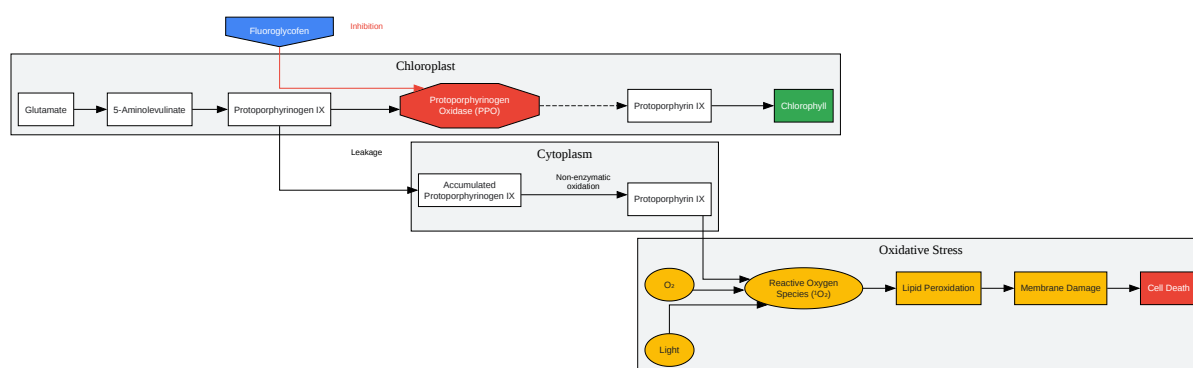 Fluoroglycofen
Inhibition
Chloroplast
Glutamate
5-Aminolevulinate
Protoporphyrinogen IX
Protoporphyrinogen
Oxidase (PPO)
Protoporphyrin IX
Chlorophyll
Leakage
Cytoplasm
Accumulated
Protoporphyrinogen IX
Non-enzymatic
oxidation
Protoporphyrin IX
Oxidative Stress
O₂
Reactive Oxygen
Species (¹O₂)
Lipid Peroxidation
Membrane Damage
Cell Death
Light